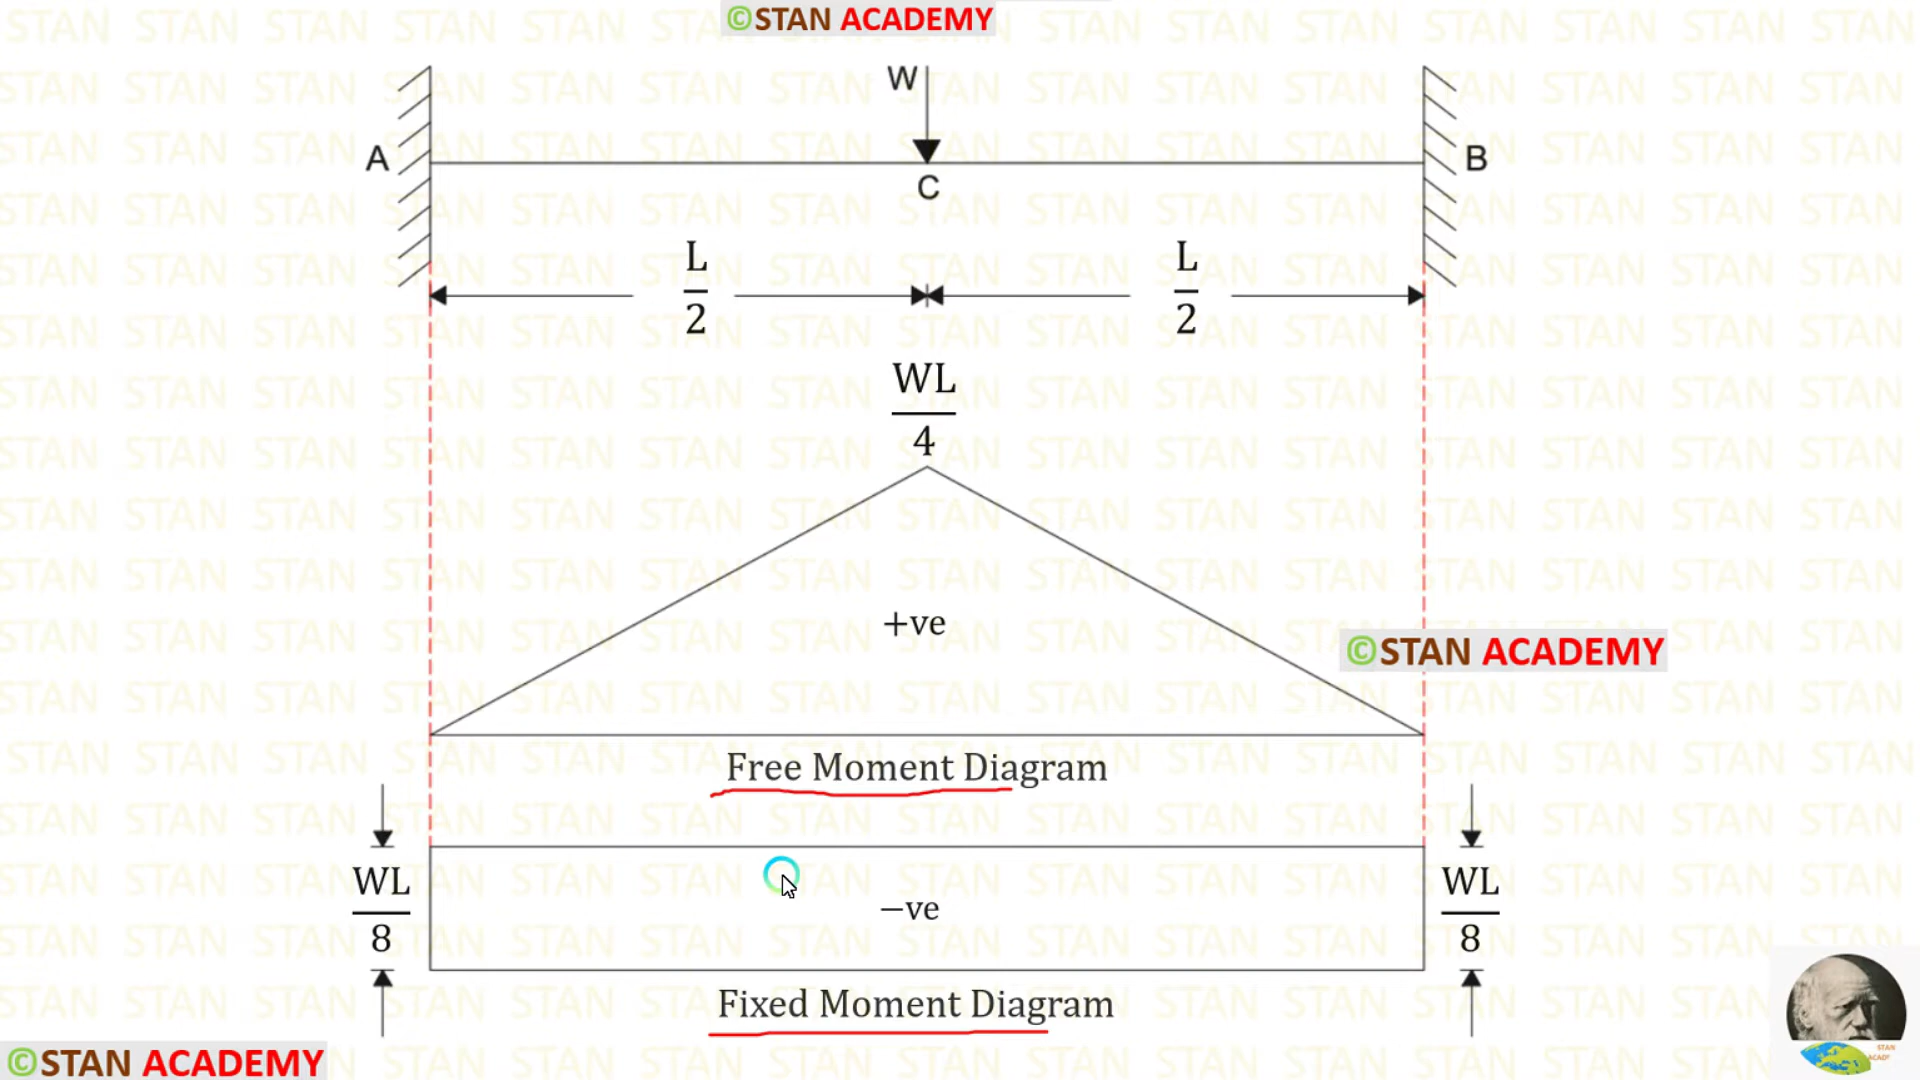 ©STAN ACADEMY
W
A
B
C
L/2
L/2
WL/4
+ve
©STAN ACADEMY
Free Moment Diagram
WL/8
−ve
WL/8
Fixed Moment Diagram
©STAN ACADEMY
STAN